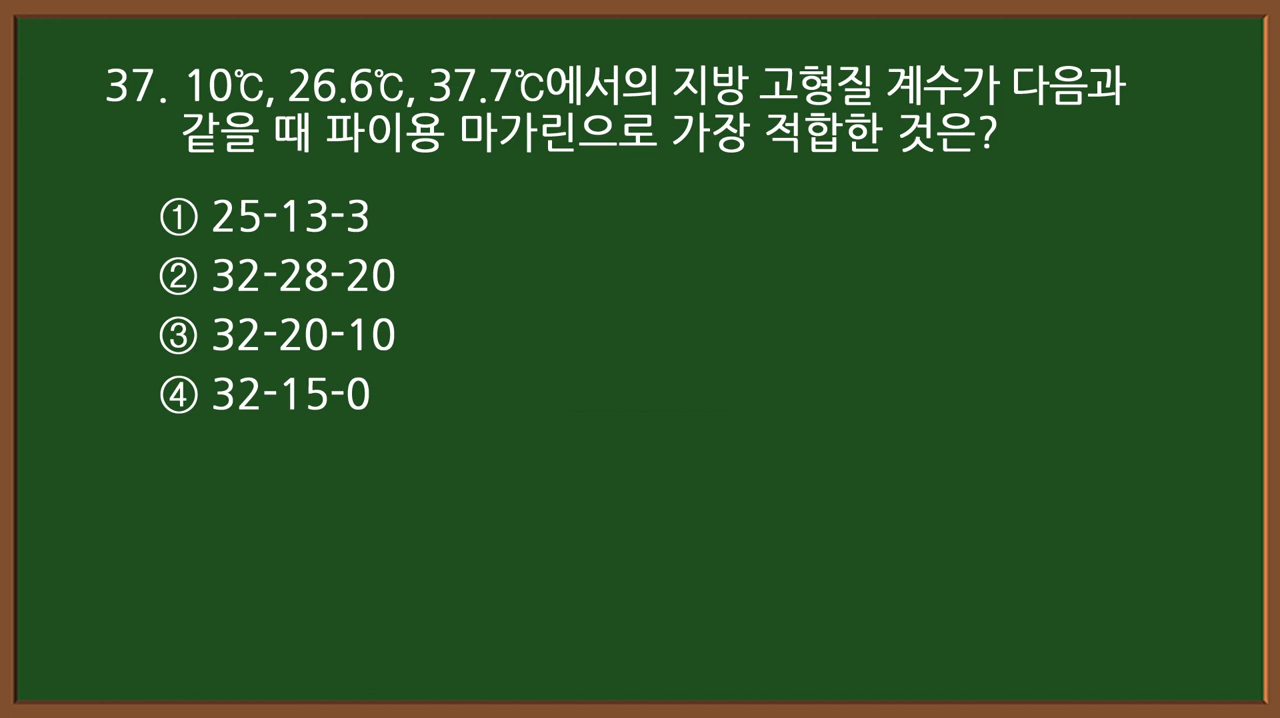 37. 10℃, 26.6℃, 37.7℃에서의 지방 고형질 계수가 다음과
같을 때 파이용 마가린으로 가장 적합한 것은?
① 25-13-3
② 32-28-20
③ 32-20-10
④ 32-15-0